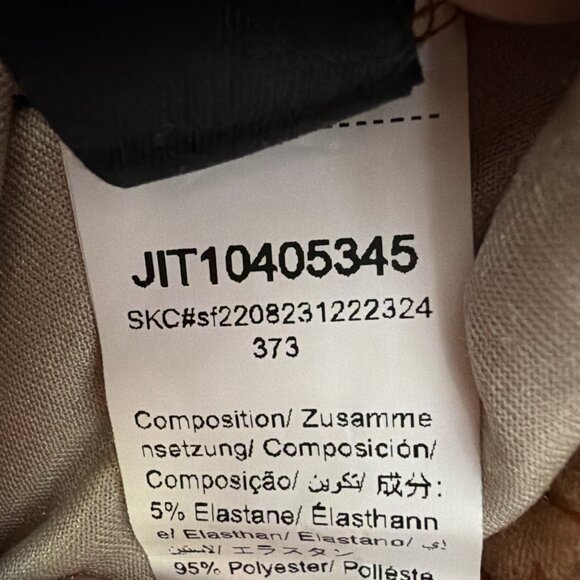 JIT10405345
SKC#sf2208231222324
373
Composition/ Zusamme
nsetzung/ Composición/
Composição/ تكوين/ 成分:
5% Elastane/ Élasthann
e/ Elasthan/ Elastano/
エラスタン
95% Polyester/ Polléste